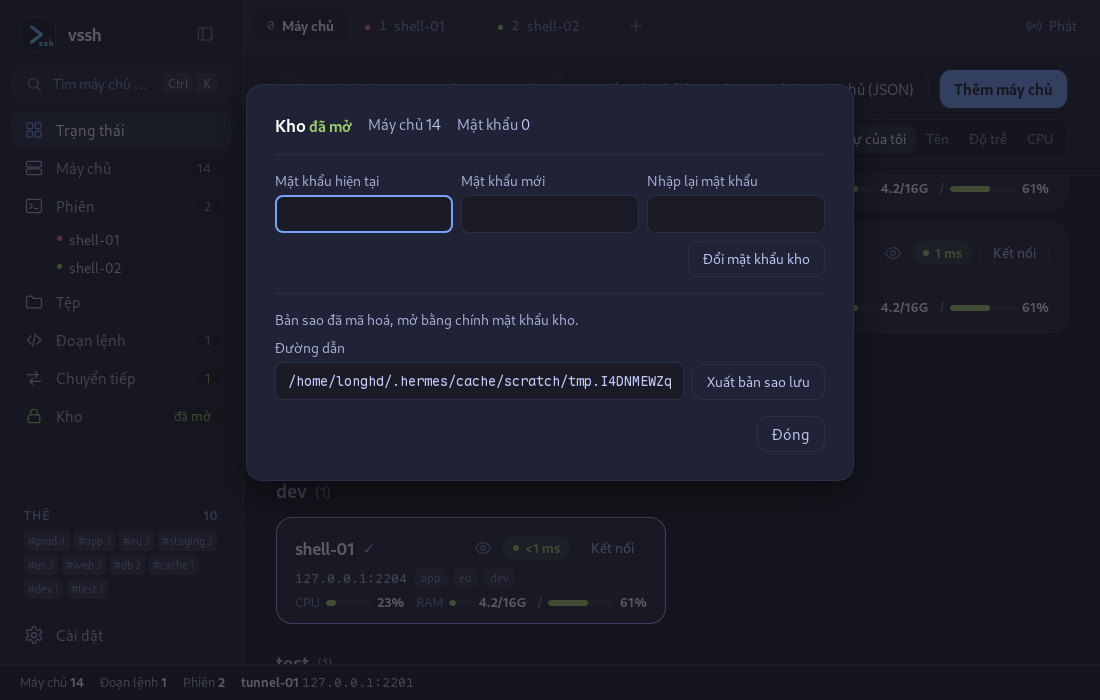 vssh
0 Máy chủ
1 shell-01
2 shell-02
+
Phát
Tìm máy chủ ...
Ctrl
K
Trạng thái
Máy chủ 14
Phiên 2
shell-01
shell-02
Tệp
Đoạn lệnh 1
Chuyển tiếp 1
Kho đã mở
THẺ 10
#prod 4 #app 3 #eu 3 #staging 3
#us 3 #web 3 #db 2 #cache 1
#dev 1 #test 1
Cài đặt
(JSON)
Thêm máy chủ
của tôi Tên Độ trễ CPU
4.2/16G / 61%
1 ms Kết nối
4.2/16G / 61%
Kho đã mở Máy chủ 14 Mật khẩu 0
Mật khẩu hiện tại Mật khẩu mới Nhập lại mật khẩu
Đổi mật khẩu kho
Bản sao đã mã hoá, mở bằng chính mật khẩu kho.
Đường dẫn
/home/longhd/.hermes/cache/scratch/tmp.I4DNMEWZq
Xuất bản sao lưu
Đóng
dev (1)
shell-01 ✓ <1 ms Kết nối
127.0.0.1:2204 app eu dev
CPU 23% RAM 4.2/16G / 61%
test (1)
Máy chủ 14 Đoạn lệnh 1 Phiên 2 tunnel-01 127.0.0.1:2201